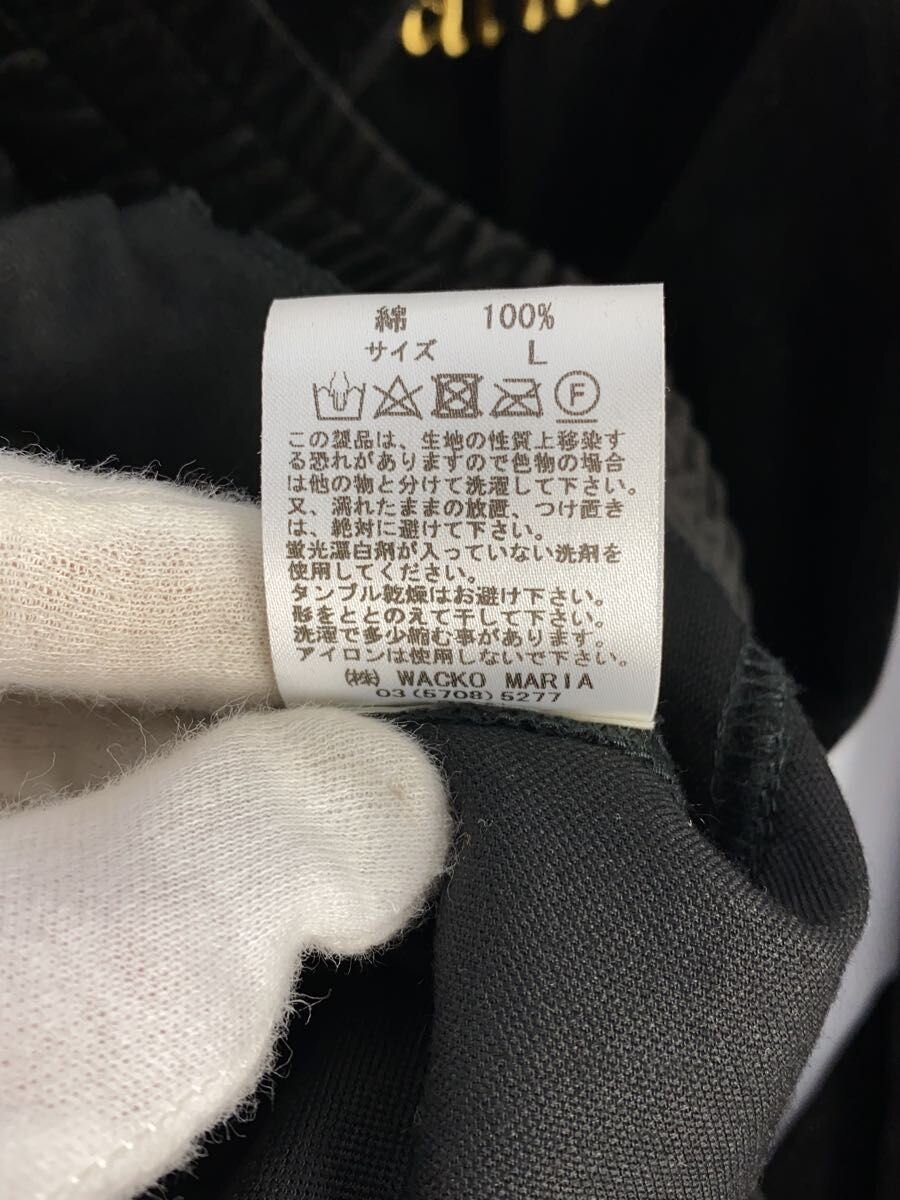 綿 100%
サイズ L
F
この製品は、生地の性質上移染す
る恐れがありますので色物の場合
は他の物と分けて洗濯して下さい。
又、濡れたままの放置、つけ置き
は、絶対に避けて下さい。
蛍光漂白剤が入っていない洗剤を
使用してください。
タンブル乾燥はお避け下さい。
形をととのえて干して下さい。
洗濯で多少縮む事があります。
アイロンは使用しないで下さい。
㈱ WACKO MARIA
03(5708)5277